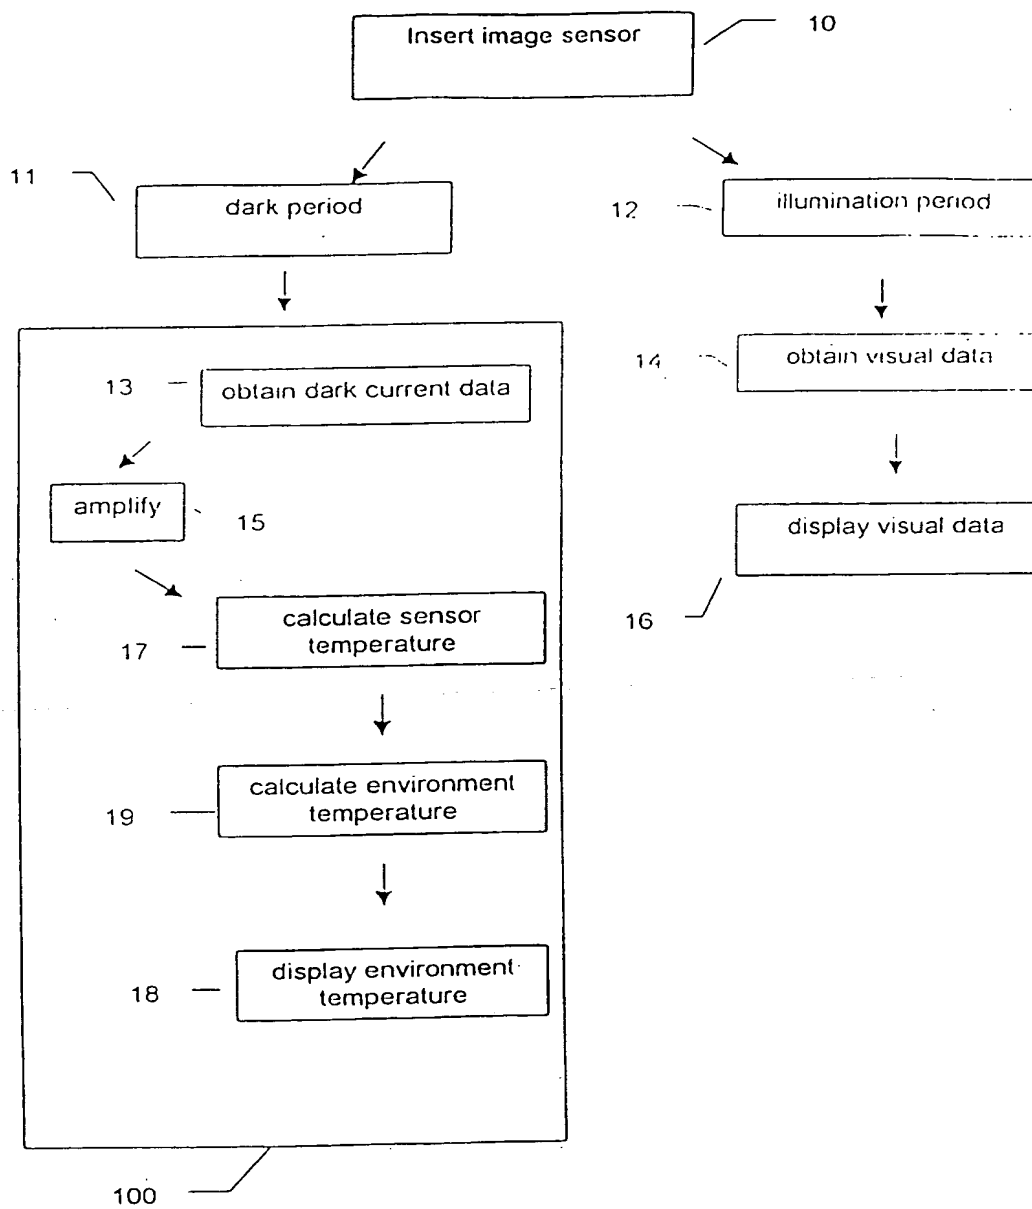 Insert image sensor
10
11
dark period
12
illumination period
13
obtain dark current data
14
obtain visual data
amplify
15
display visual data
16
calculate sensor
temperature
17
calculate environment
temperature
19
display environment
temperature
18
100